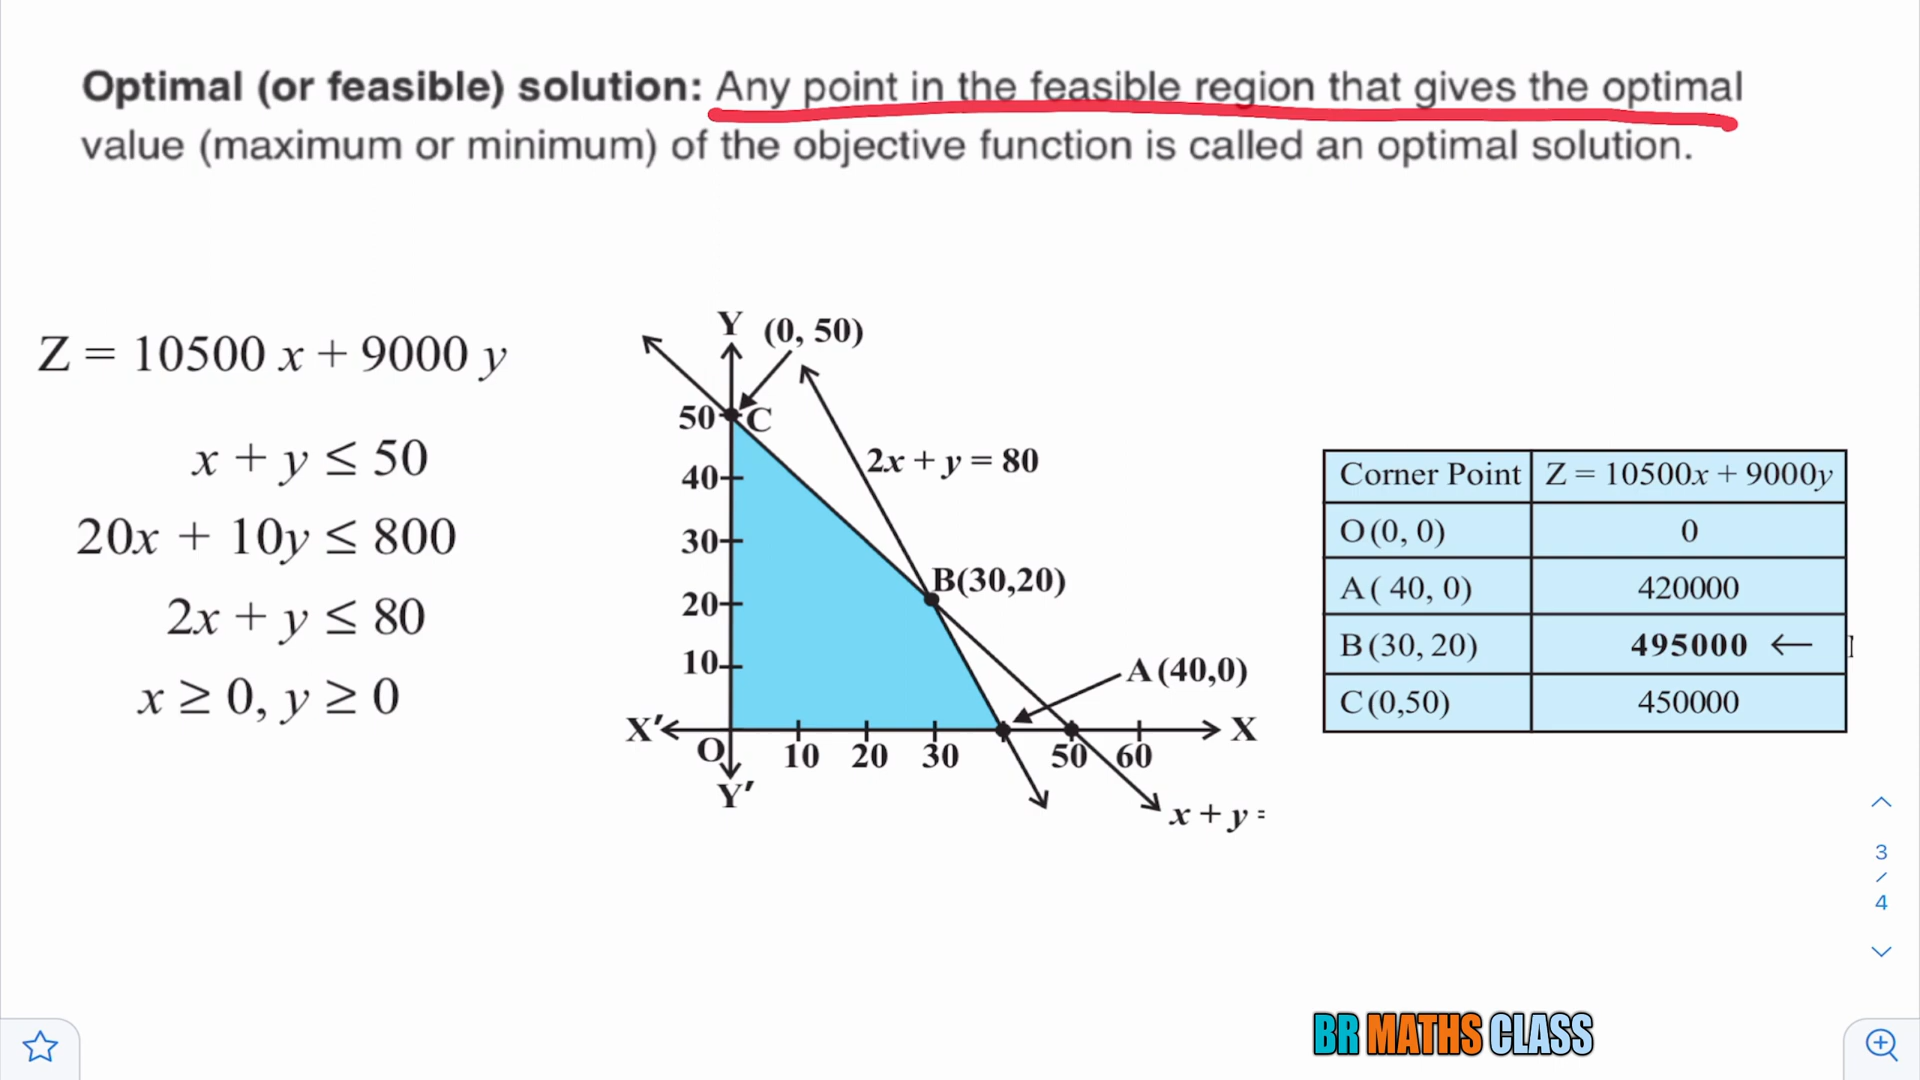 Optimal (or feasible) solution: Any point in the feasible region that gives the optimal
value (maximum or minimum) of the objective function is called an optimal solution.
Z = 10500 x + 9000 y
x + y ≤ 50
20x + 10y ≤ 800
2x + y ≤ 80
x ≥ 0, y ≥ 0
Y (0, 50)
50 C
40 2x + y = 80
30
20 B(30,20)
10 A (40,0)
X′ X
O 10 20 30 50 60
Y′
x + y =
Corner Point Z = 10500x + 9000y
O (0, 0) 0
A ( 40, 0) 420000
B (30, 20) 495000 ←
C (0,50) 450000
3
/
4
BR MATHS CLASS